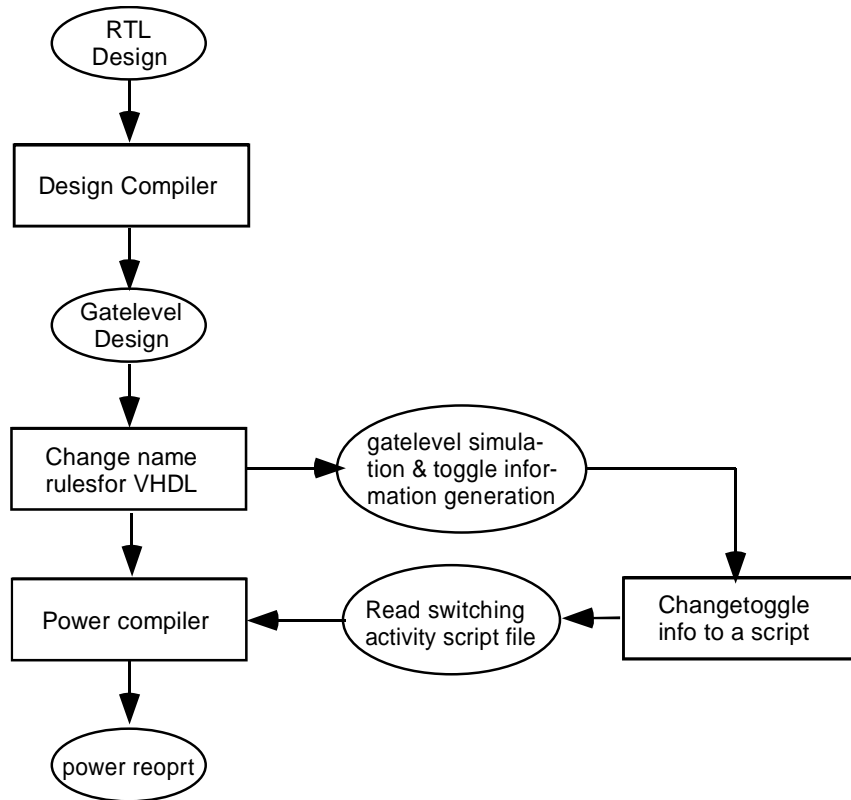 RTL
Design
Design Compiler
Gatelevel
Design
Change name
rulesfor VHDL
gatelevel simula-
tion & toggle infor-
mation generation
Power compiler
Read switching
activity script file
Changetoggle
info to a script
power reoprt